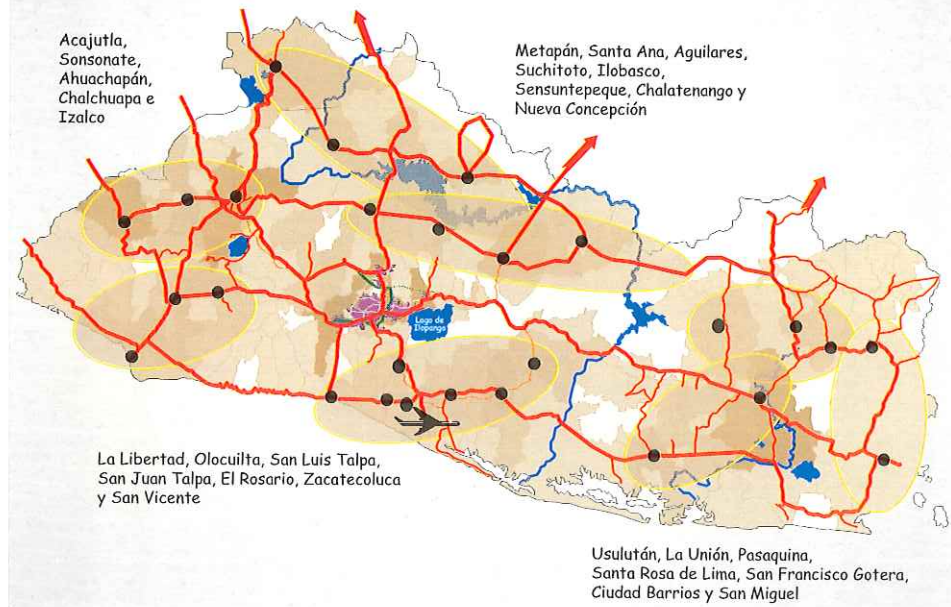 Acajutla,
Sonsonate,
Ahuachapán,
Chalchuapa e
Izalco
Metapán, Santa Ana, Aguilares,
Suchitoto, Ilobasco,
Sensuntepeque, Chalatenango y
Nueva Concepción
Lago de
Ilopango
La Libertad, Olocuilta, San Luis Talpa,
San Juan Talpa, El Rosario, Zacatecoluca
y San Vicente
Usulután, La Unión, Pasaquina,
Santa Rosa de Lima, San Francisco Gotera,
Ciudad Barrios y San Miguel